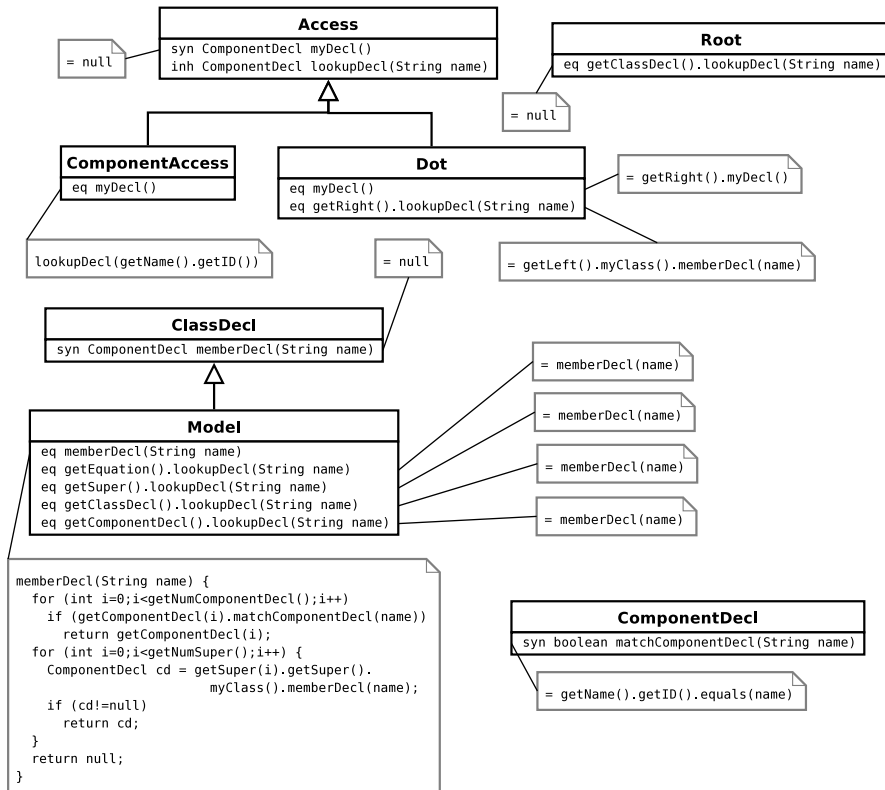 Access
syn ComponentDecl myDecl()
inh ComponentDecl lookupDecl(String name)
= null
Root
eq getClassDecl().lookupDecl(String name)
= null
ComponentAccess
eq myDecl()
Dot
eq myDecl()
eq getRight().lookupDecl(String name)
= getRight().myDecl()
lookupDecl(getName().getID())
= null
= getLeft().myClass().memberDecl(name)
ClassDecl
syn ComponentDecl memberDecl(String name)
Model
eq memberDecl(String name)
eq getEquation().lookupDecl(String name)
eq getSuper().lookupDecl(String name)
eq getClassDecl().lookupDecl(String name)
eq getComponentDecl().lookupDecl(String name)
= memberDecl(name)
= memberDecl(name)
= memberDecl(name)
= memberDecl(name)
memberDecl(String name) {
for (int i=0;i<getNumComponentDecl();i++)
if (getComponentDecl(i).matchComponentDecl(name))
return getComponentDecl(i);
for (int i=0;i<getNumSuper();i++) {
ComponentDecl cd = getSuper(i).getSuper().
myClass().memberDecl(name);
if (cd!=null)
return cd;
}
return null;
}
ComponentDecl
syn boolean matchComponentDecl(String name)
= getName().getID().equals(name)